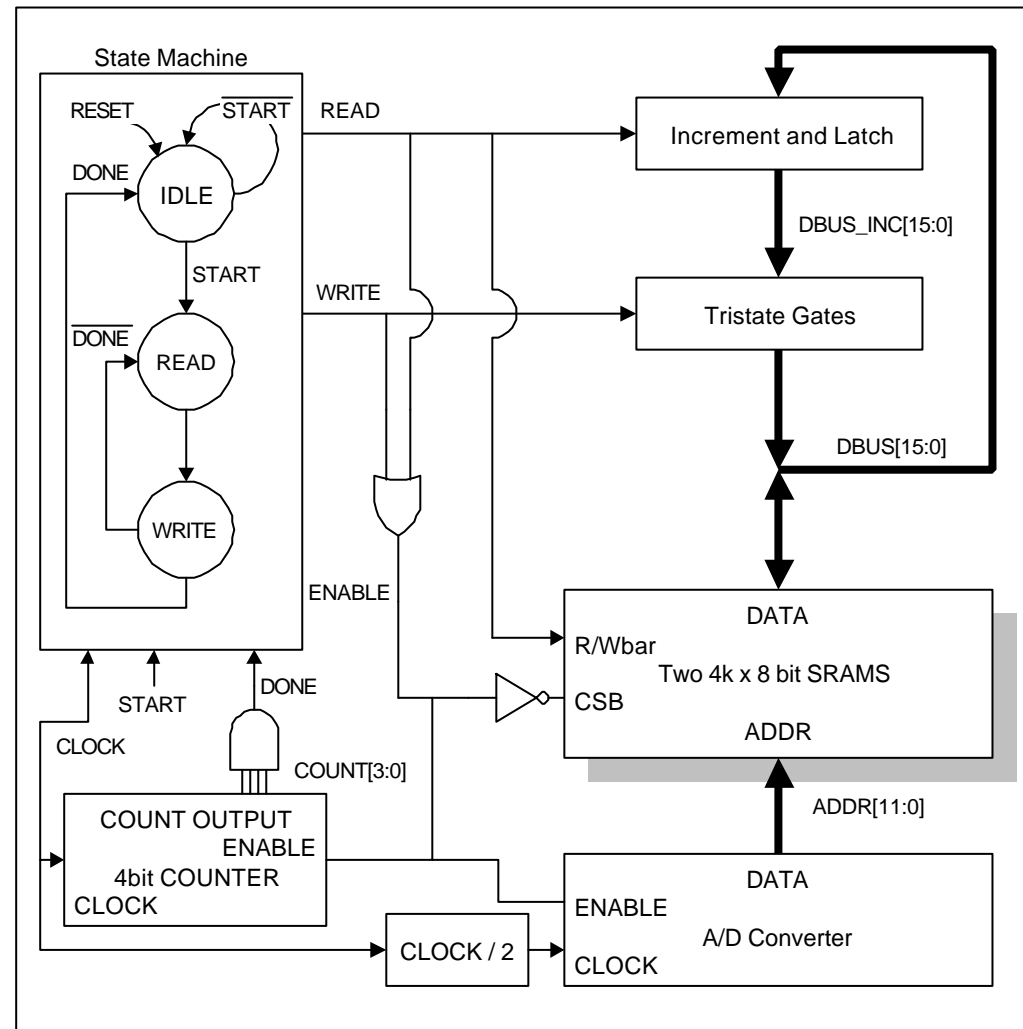 State Machine
RESET
START
DONE
IDLE
START
DONE
READ
WRITE
READ
WRITE
Increment and Latch
DBUS_INC[15:0]
Tristate Gates
DBUS[15:0]
ENABLE
DATA
R/Wbar
Two 4k x 8 bit SRAMS
CSB
ADDR
DONE
START
CLOCK
COUNT[3:0]
ADDR[11:0]
COUNT OUTPUT
ENABLE
4bit COUNTER
CLOCK
CLOCK / 2
DATA
ENABLE
A/D Converter
CLOCK